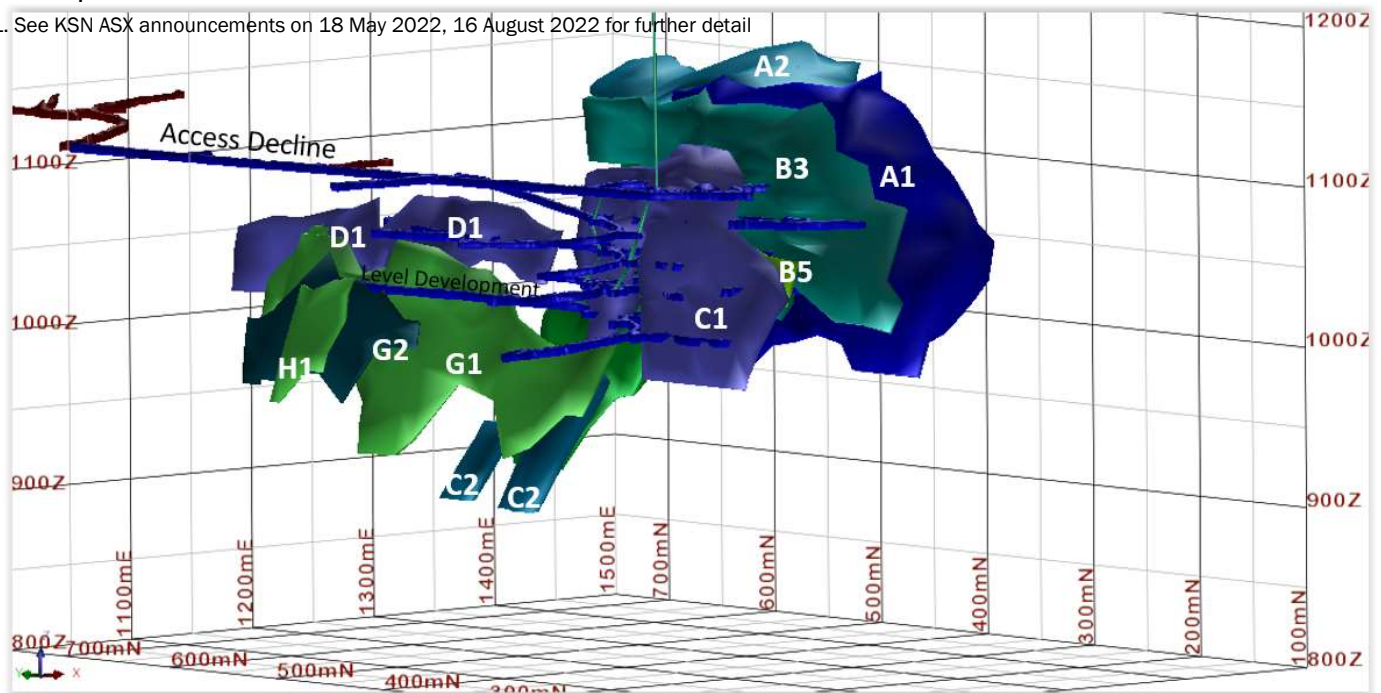 1. See KSN ASX announcements on 18 May 2022, 16 August 2022 for further detail
1200Z
A2
Access Decline
1100Z
B3
A1
1100Z
D1
D1
B5
Level Development
C1
1000Z
1000Z
G2
G1
H1
900Z
C2
C2
900Z
1100mE
1200mE
1300mE
1400mE
1500mE
700mN
600mN
500mN
400mN
300mN
200mN
100mN
800Z
700mN
600mN
500mN
400mN
300mN
800Z
Y
X